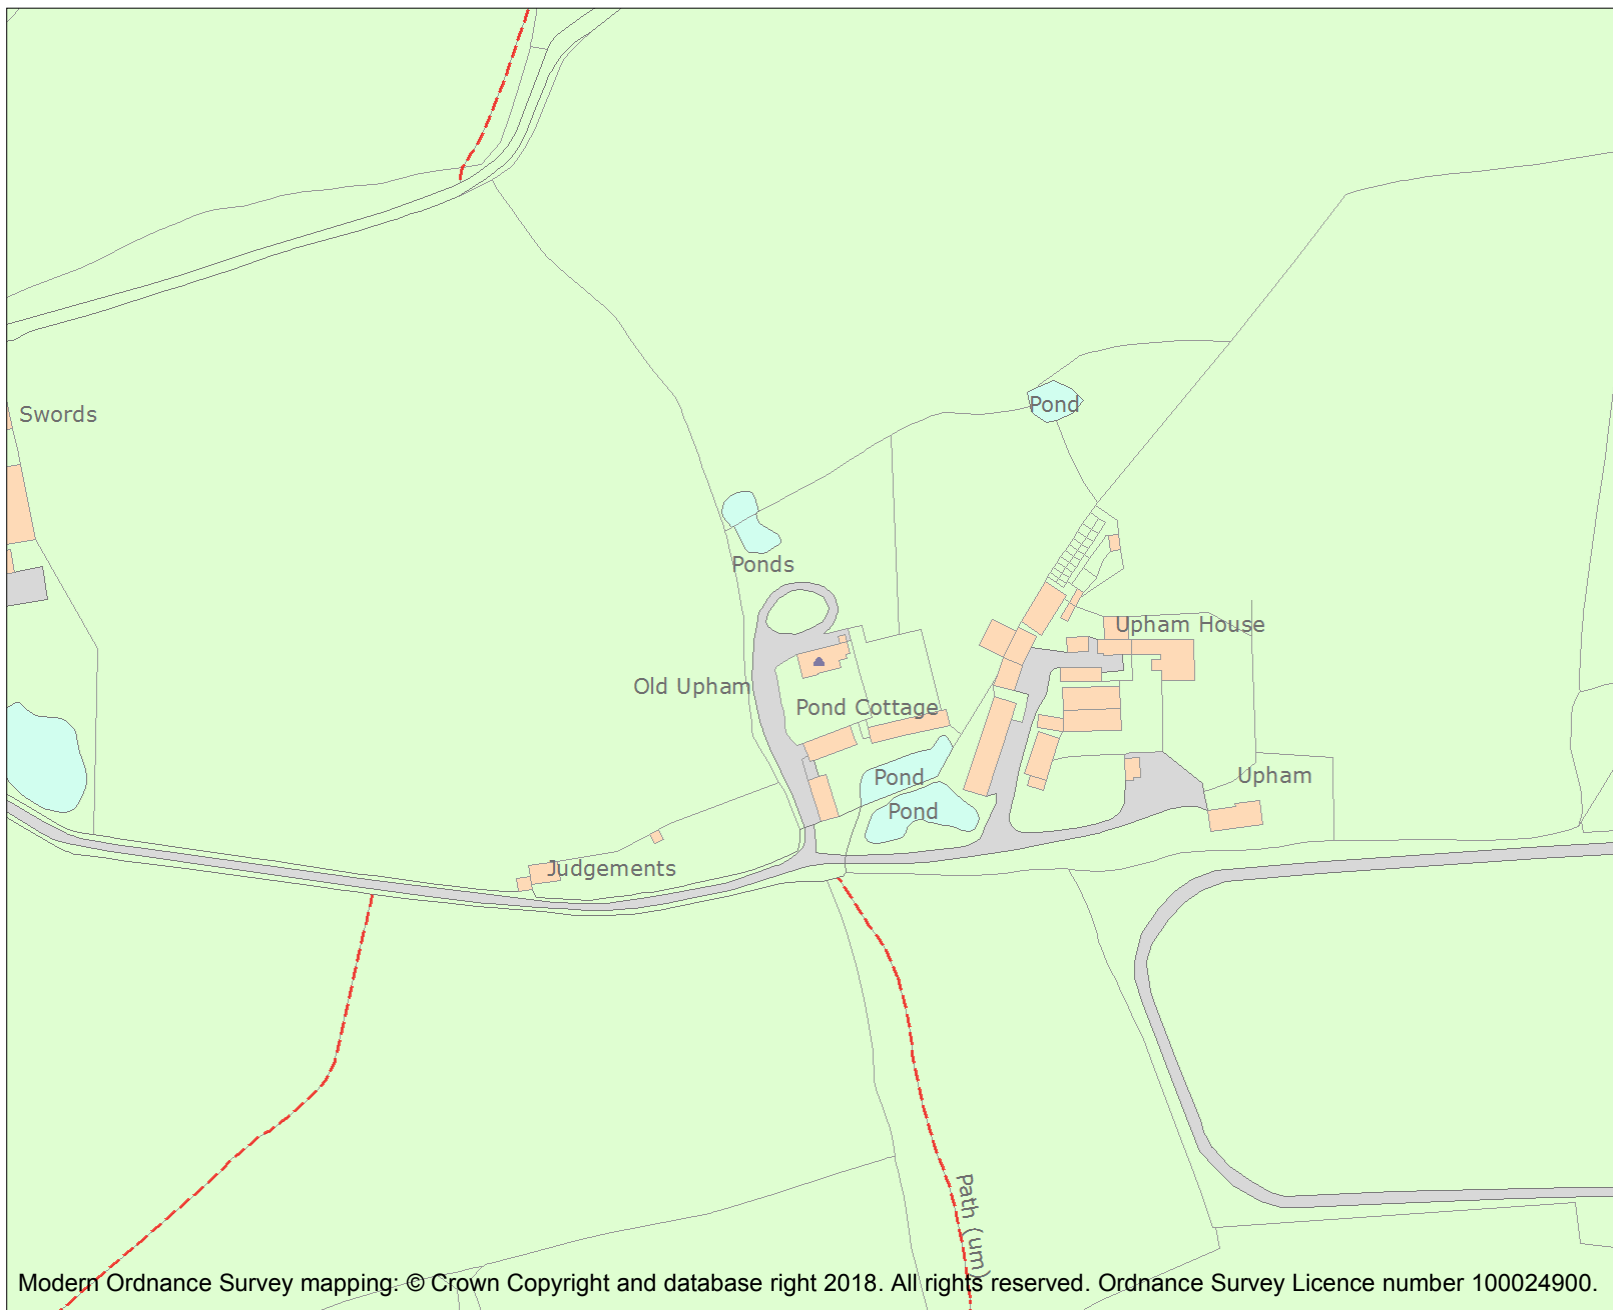 Swords
Pond
Ponds
Upham House
Old Upham
Pond Cottage
Pond
Upham
Pond
Judgements
Path (um)
Modern Ordnance Survey mapping: © Crown Copyright and database right 2018. All rights reserved. Ordnance Survey Licence number 100024900.